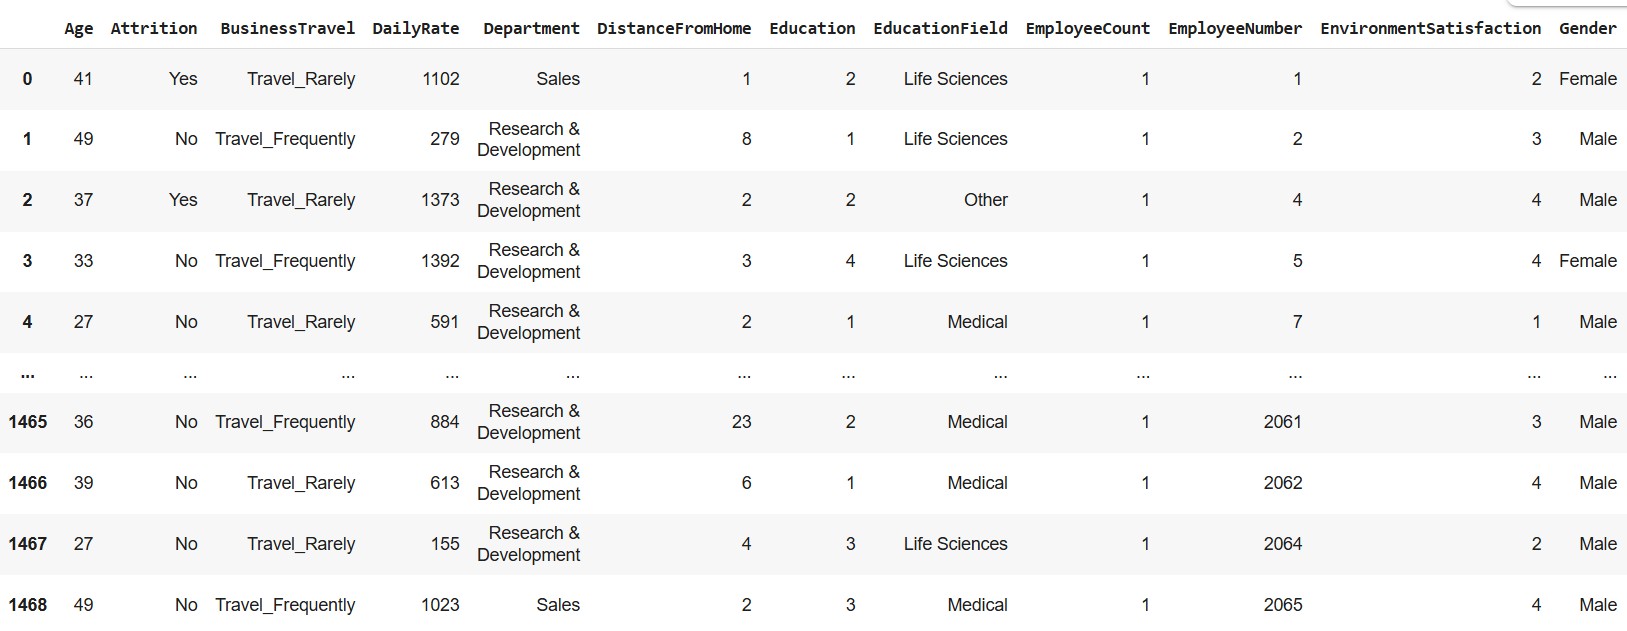 Age Attrition BusinessTravel DailyRate Department DistanceFromHome Education EducationField EmployeeCount EmployeeNumber EnvironmentSatisfaction Gender
0 41 Yes Travel_Rarely 1102 Sales 1 2 Life Sciences 1 1 2 Female
1 49 No Travel_Frequently 279 Research & Development 8 1 Life Sciences 1 2 3 Male
2 37 Yes Travel_Rarely 1373 Research & Development 2 2 Other 1 4 4 Male
3 33 No Travel_Frequently 1392 Research & Development 3 4 Life Sciences 1 5 4 Female
4 27 No Travel_Rarely 591 Research & Development 2 1 Medical 1 7 1 Male
... ... ... ... ... ... ... ... ... ... ... ... ...
1465 36 No Travel_Frequently 884 Research & Development 23 2 Medical 1 2061 3 Male
1466 39 No Travel_Rarely 613 Research & Development 6 1 Medical 1 2062 4 Male
1467 27 No Travel_Rarely 155 Research & Development 4 3 Life Sciences 1 2064 2 Male
1468 49 No Travel_Frequently 1023 Sales 2 3 Medical 1 2065 4 Male